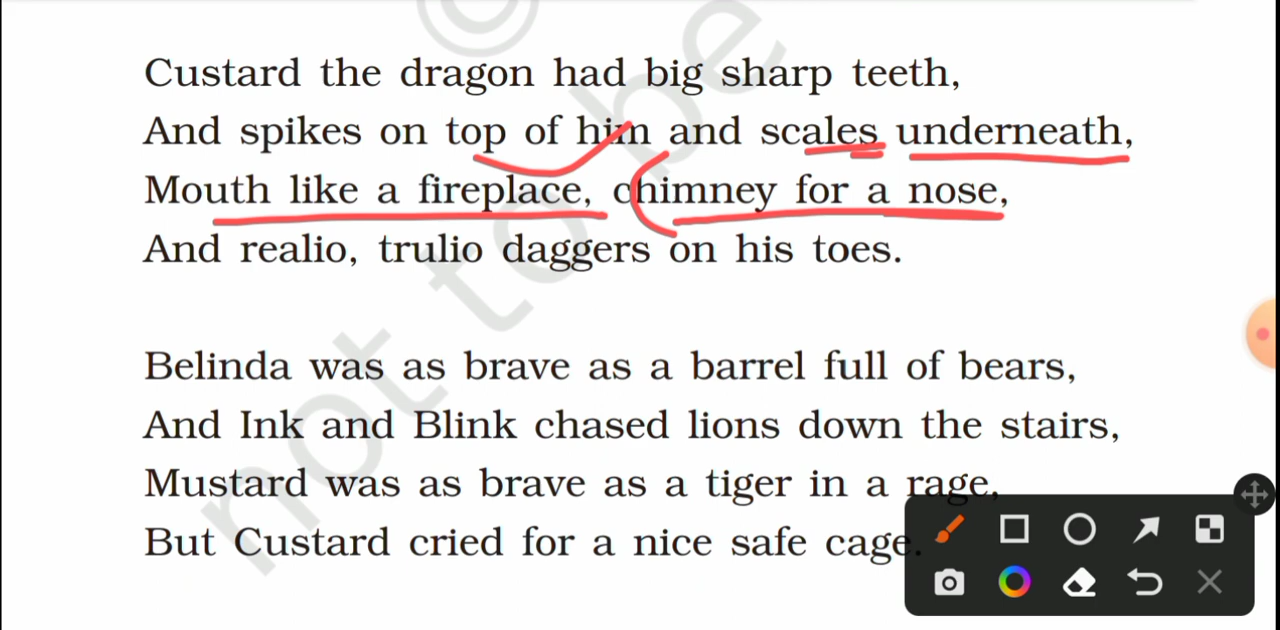 Custard the dragon had big sharp teeth,
And spikes on top of him and scales underneath,
Mouth like a fireplace, chimney for a nose,
And realio, trulio daggers on his toes.
Belinda was as brave as a barrel full of bears,
And Ink and Blink chased lions down the stairs,
Mustard was as brave as a tiger in a rage,
But Custard cried for a nice safe cage.
©
not to be